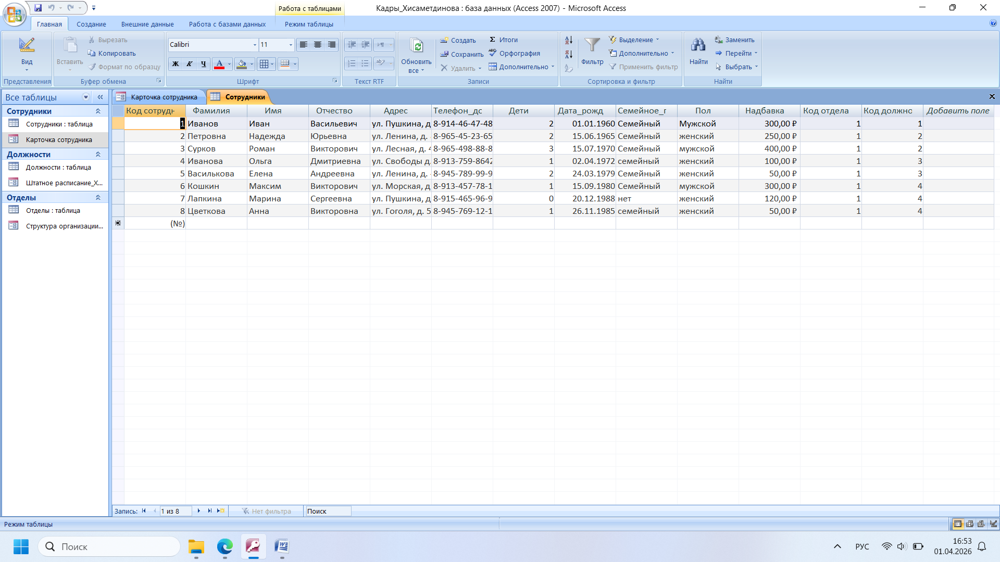 Работа с таблицами
Кадры_Хисаметдинова : база данных (Access 2007) - Microsoft Access
Главная Создание Внешние данные Работа с базами данных Режим таблицы
Вид
Представления
Вставить
Вырезать
Копировать
Формат по образцу
Буфер обмена
Calibri 11
Ж К Ч
Шрифт
Текст RTF
Обновить
все
Создать
Сохранить
Удалить
Итоги
Орфография
Дополнительно
Записи
Фильтр
Выделение
Дополнительно
Применить фильтр
Сортировка и фильтр
Найти
Заменить
Перейти
Выбрать
Найти
Все таблицы
Сотрудники
Сотрудники : таблица
Карточка сотрудника
Должности
Должности : таблица
Штатное расписание_Х...
Отделы
Отделы : таблица
Структура организации...
Карточка сотрудника Сотрудники
Код сотрудн Фамилия Имя Отчество Адрес Телефон_дс Дети Дата_рожд Семейное_г Пол Надбавка Код отдела Код должно Добавить поле
1 Иванов Иван Васильевич ул. Пушкина, д 8-914-46-47-48 2 01.01.1960 Семейный Мужской 300,00 ₽ 1 1
2 Петровна Надежда Юрьевна ул. Ленина, д. 8-965-45-23-65 2 15.06.1965 Семейный женский 250,00 ₽ 1 2
3 Сурков Роман Викторович ул. Лесная, д. 4 8-965-498-88-8 3 15.07.1970 Семейный мужской 400,00 ₽ 1 2
4 Иванова Ольга Дмитриевна ул. Свободы д. 8-913-759-8642 1 02.04.1972 семейный женский 100,00 ₽ 1 3
5 Василькова Елена Андреевна ул. Ленина, д. 8-945-789-99-9 2 24.03.1979 Семейный женский 50,00 ₽ 1 3
6 Кошкин Максим Викторович ул. Морская, д 8-913-457-78-1 1 15.09.1980 Семейный мужской 300,00 ₽ 1 4
7 Лапкина Марина Сергеевна ул. Пушкина, д 8-915-465-96-9 0 20.12.1988 нет женский 120,00 ₽ 1 4
8 Цветкова Анна Викторовна ул. Гоголя, д. 5 8-945-769-12-1 1 26.11.1985 семейный женский 50,00 ₽ 1 4
(№)
Запись: 1 из 8 Нет фильтра Поиск
Режим таблицы
Поиск
РУС
16:53
01.04.2026